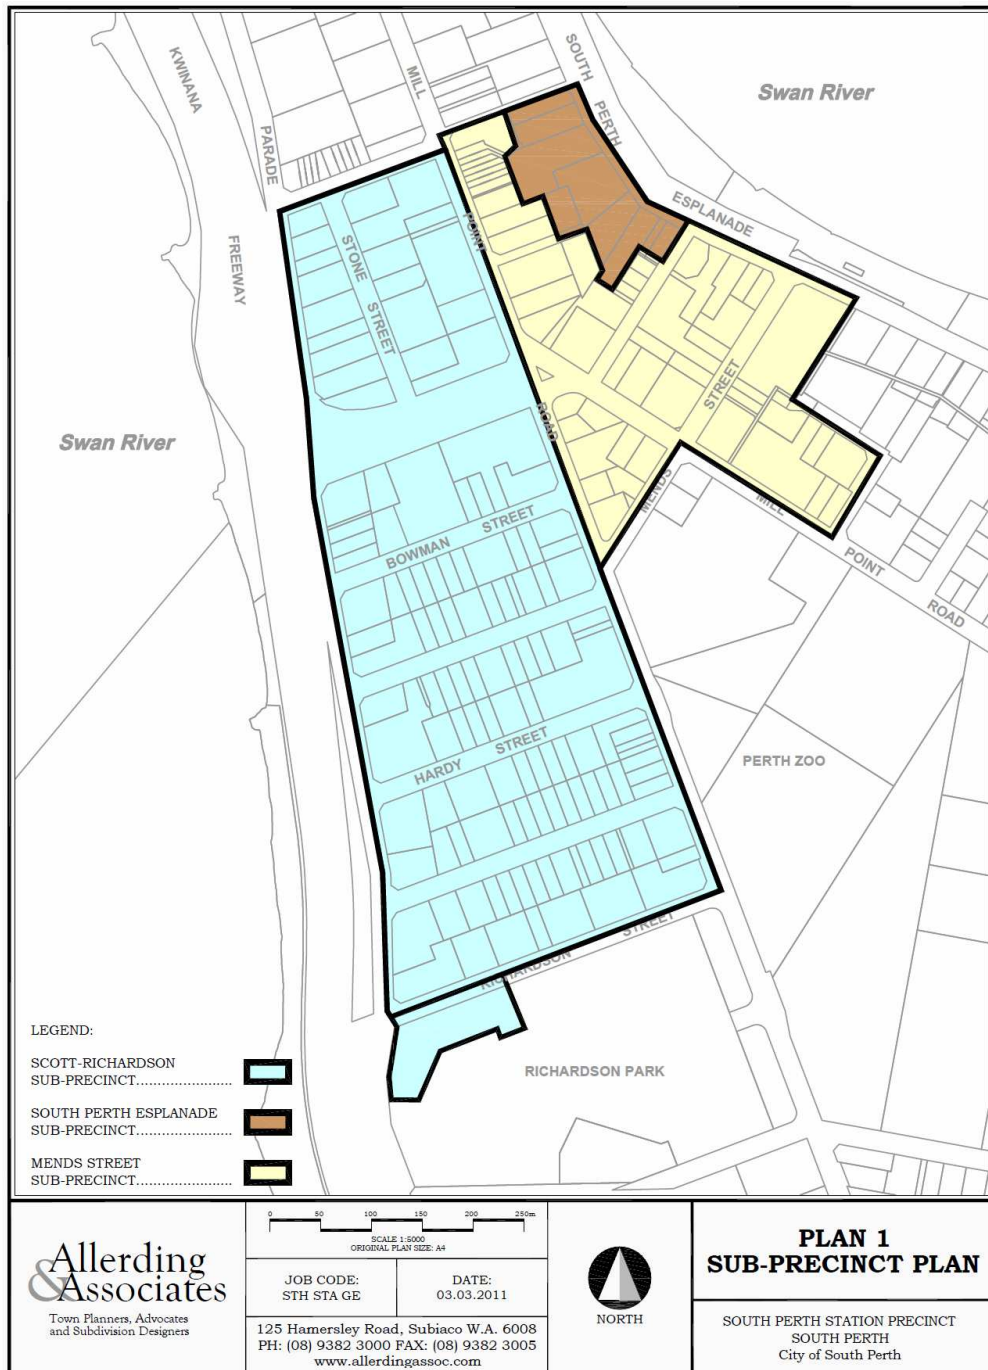 KWINANA
MILL
SOUTH
PERTH
Swan River
PARADE
ESPLANADE
FREEWAY
STONE
STREET
POINT
Swan River
STREET
ROAD
MENDS
MILL
POINT
ROAD
BOWMAN STREET
HARDY STREET
PERTH ZOO
RICHARDSON STREET
RICHARDSON PARK
LEGEND:
SCOTT-RICHARDSON
SUB-PRECINCT......................
SOUTH PERTH ESPLANADE
SUB-PRECINCT......................
MENDS STREET
SUB-PRECINCT......................
Allerding
& Associates
Town Planners, Advocates
and Subdivision Designers
0 50 100 150 200 250m
SCALE 1:5000
ORIGINAL PLAN SIZE: A4
JOB CODE:
STH STA GE
DATE:
03.03.2011
125 Hamersley Road, Subiaco W.A. 6008
PH: (08) 9382 3000 FAX: (08) 9382 3005
www.allerdingassoc.com
NORTH
PLAN 1
SUB-PRECINCT PLAN
SOUTH PERTH STATION PRECINCT
SOUTH PERTH
City of South Perth